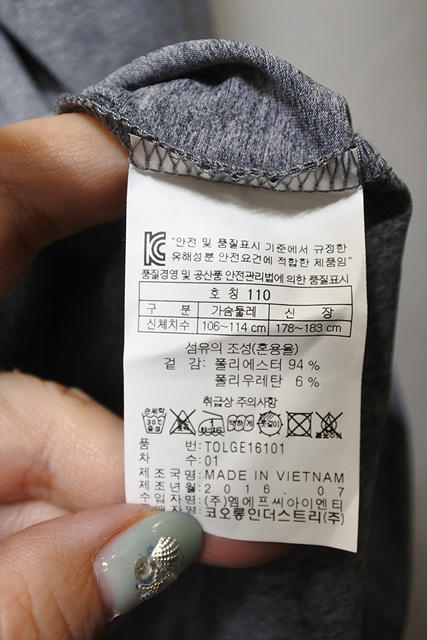 "안전 및 품질표시 기준에서 규정한
유해성분 안전요건에 적합한 제품임"
품질경영 및 공산품 안전관리법에 의한 품질표시
호 칭 110
구 분 가슴둘레 신 장
신체치수 106~114 cm 178~183 cm
섬유의 조성(혼용율)
겉 감: 폴리에스터 94 %
폴리우레탄 6 %
취급상 주의사항
품 번:TOLGE16101
차 수:01
제조국명:MADE IN VIETNAM
제조년월:2016. 07
수입자명:(주)엠에프씨아이엔티
코오롱인더스트리(주)